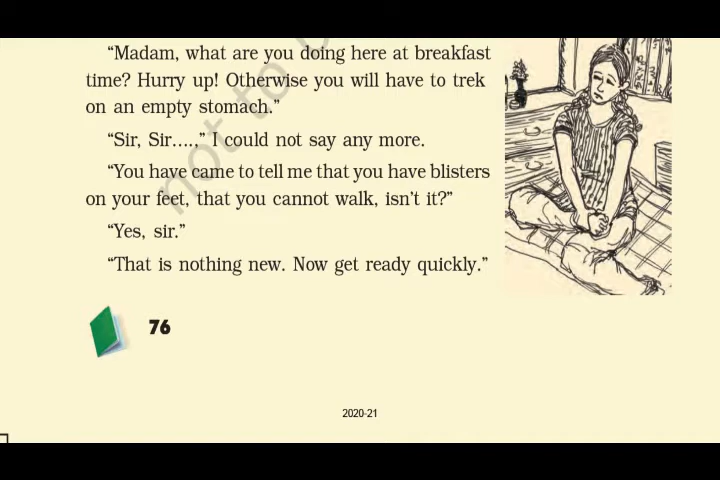 “Madam, what are you doing here at breakfast
time? Hurry up! Otherwise you will have to trek
on an empty stomach.”
“Sir, Sir....,” I could not say any more.
“You have came to tell me that you have blisters
on your feet, that you cannot walk, isn’t it?”
“Yes, sir.”
“That is nothing new. Now get ready quickly.”
76
2020-21
not to